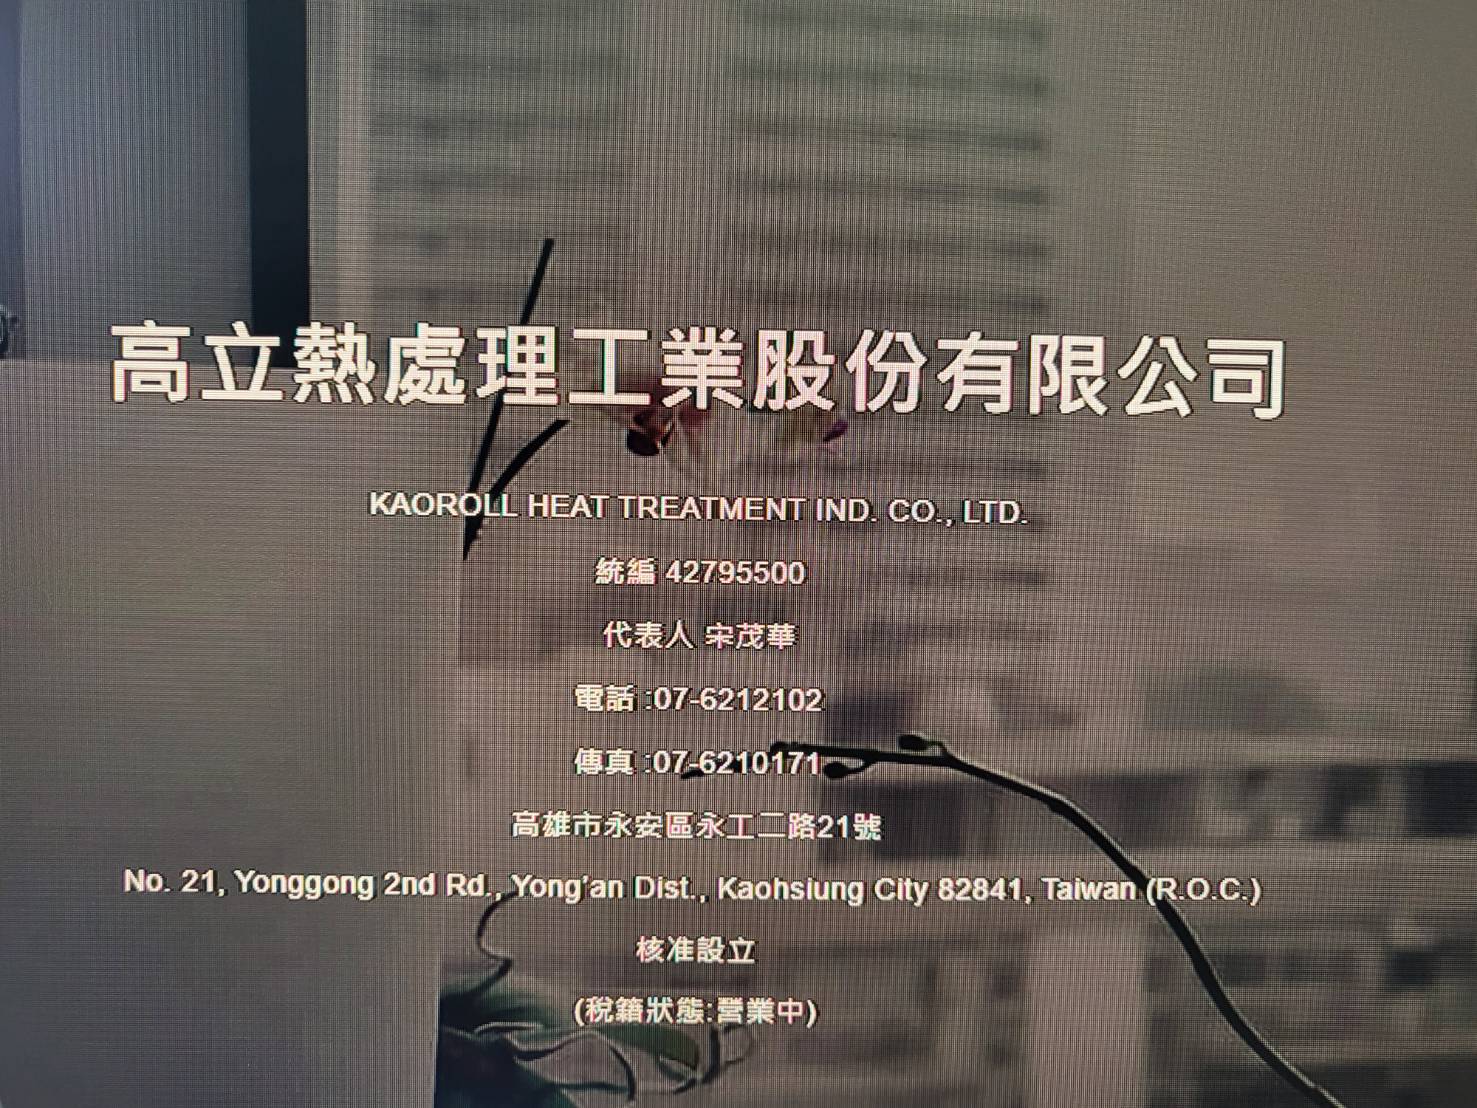 高立熱處理工業股份有限公司
KAOROLL HEAT TREATMENT IND. CO., LTD.
統編 42795500
代表人 宋茂華
電話 :07-6212102
傳真 :07-6210171
高雄市永安區永工二路21號
No. 21, Yonggong 2nd Rd., Yong'an Dist., Kaohsiung City 82841, Taiwan (R.O.C.)
核准設立
(稅籍狀態:營業中)